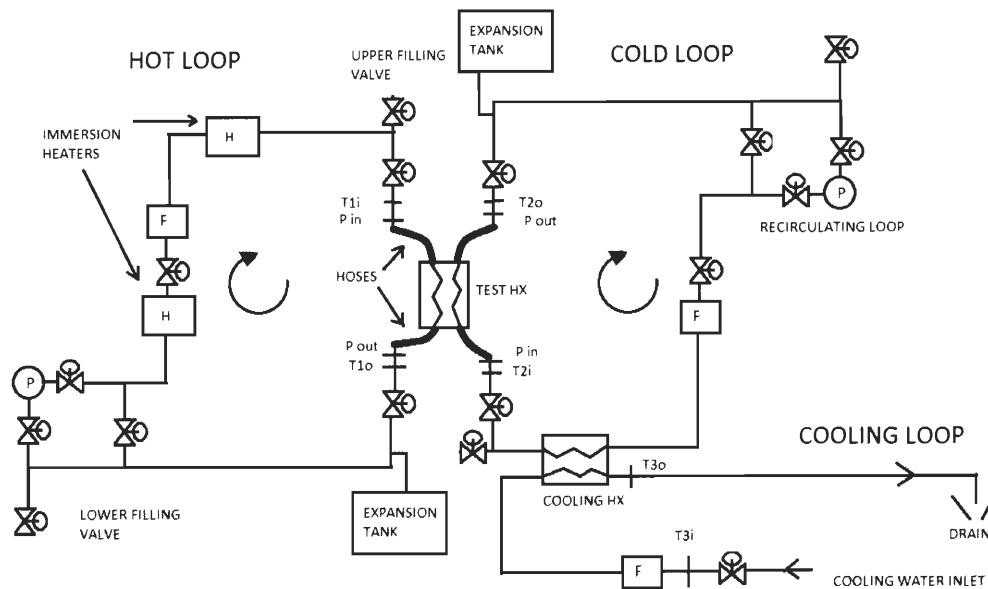 EXPANSION
TANK
HOT LOOP
UPPER FILLING
VALVE
COLD LOOP
IMMERSION
HEATERS
H
T1i
P in
T2o
P out
P
F
RECIRCULATING LOOP
HOSES
TEST HX
H
F
P out
T1o
P in
T2i
P
COOLING LOOP
T3o
COOLING HX
LOWER FILLING
VALVE
EXPANSION
TANK
DRAIN
T3i
F
COOLING WATER INLET